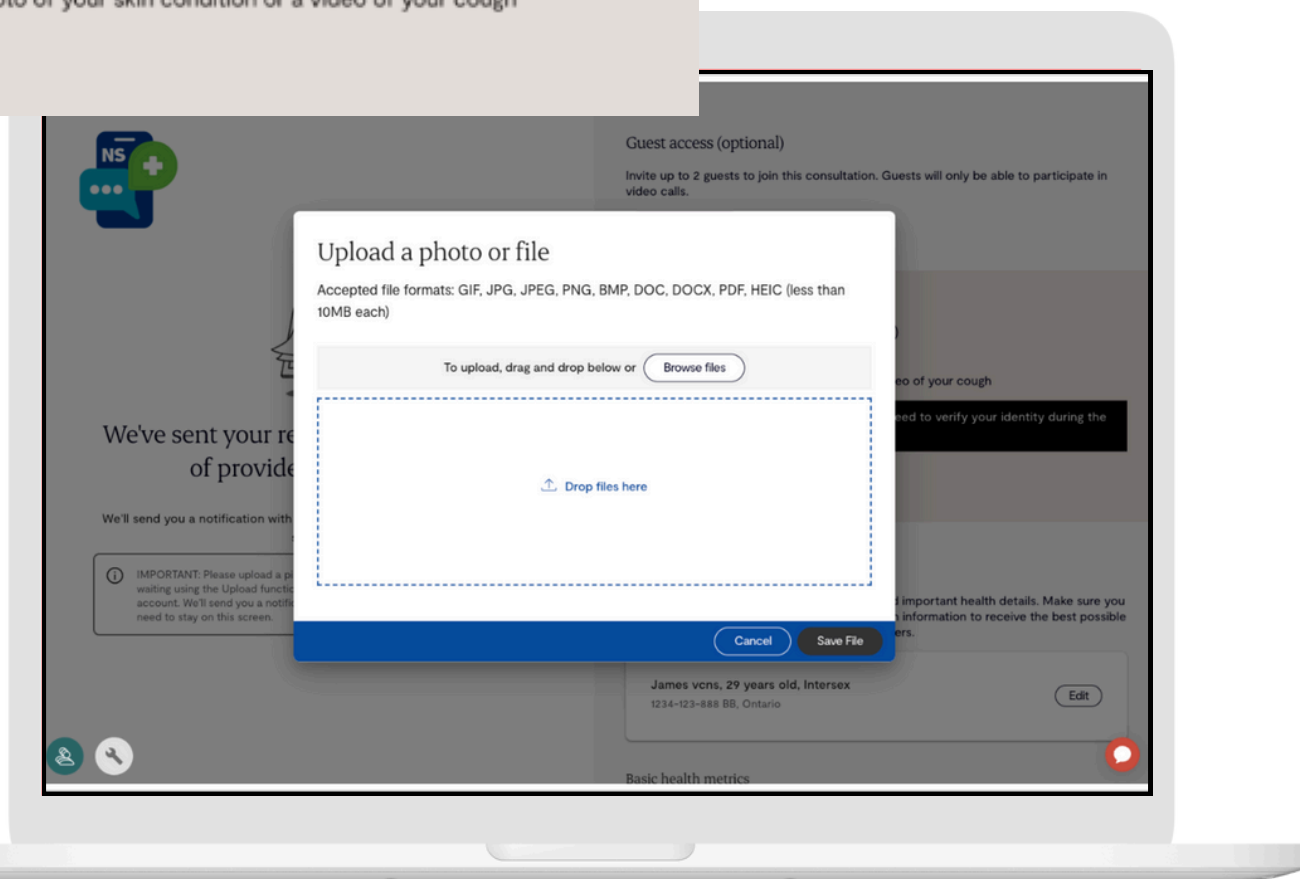 of your skin condition or a video of your cough
NS
We've sent your
of provide
We'll send you a notification with
IMPORTANT: Please upload a
waiting using the Upload
account. We'll send you a
need to stay on this screen.
Guest access (optional)
Invite up to 2 guests to join this consultation. Guests will only be able to participate in
video calls.
Upload a photo or file
Accepted file formats: GIF, JPG, JPEG, PNG, BMP, DOC, DOCX, PDF, HEIC (less than
10MB each)
To upload, drag and drop below or Browse files
Drop files here
Cancel Save File
of your cough
to verify your identity during the
important health details. Make sure you
information to receive the best possible
James vcns, 29 years old, Intersex
1234-123-888 BB, Ontario
Edit
Basic health metrics